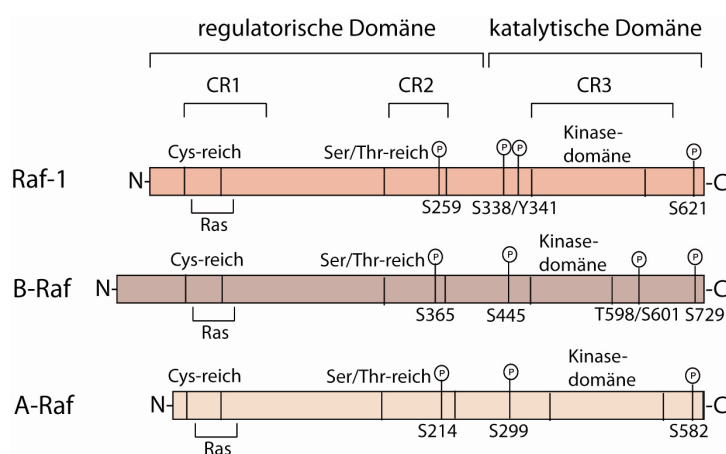 regulatorische Domäne
katalytische Domäne
CR1
CR2
CR3
Raf-1
N-
Cys-reich
Ser/Thr-reich
P
P
P
Kinase-
domäne
P
-C
Ras
S259
S338/Y341
S621
B-Raf
N-
Cys-reich
Ser/Thr-reich
P
P
Kinase-
domäne
P
P
-C
Ras
S365
S445
T598/S601
S729
A-Raf
N-
Cys-reich
Ser/Thr-reich
P
P
Kinase-
domäne
P
-C
Ras
S214
S299
S582